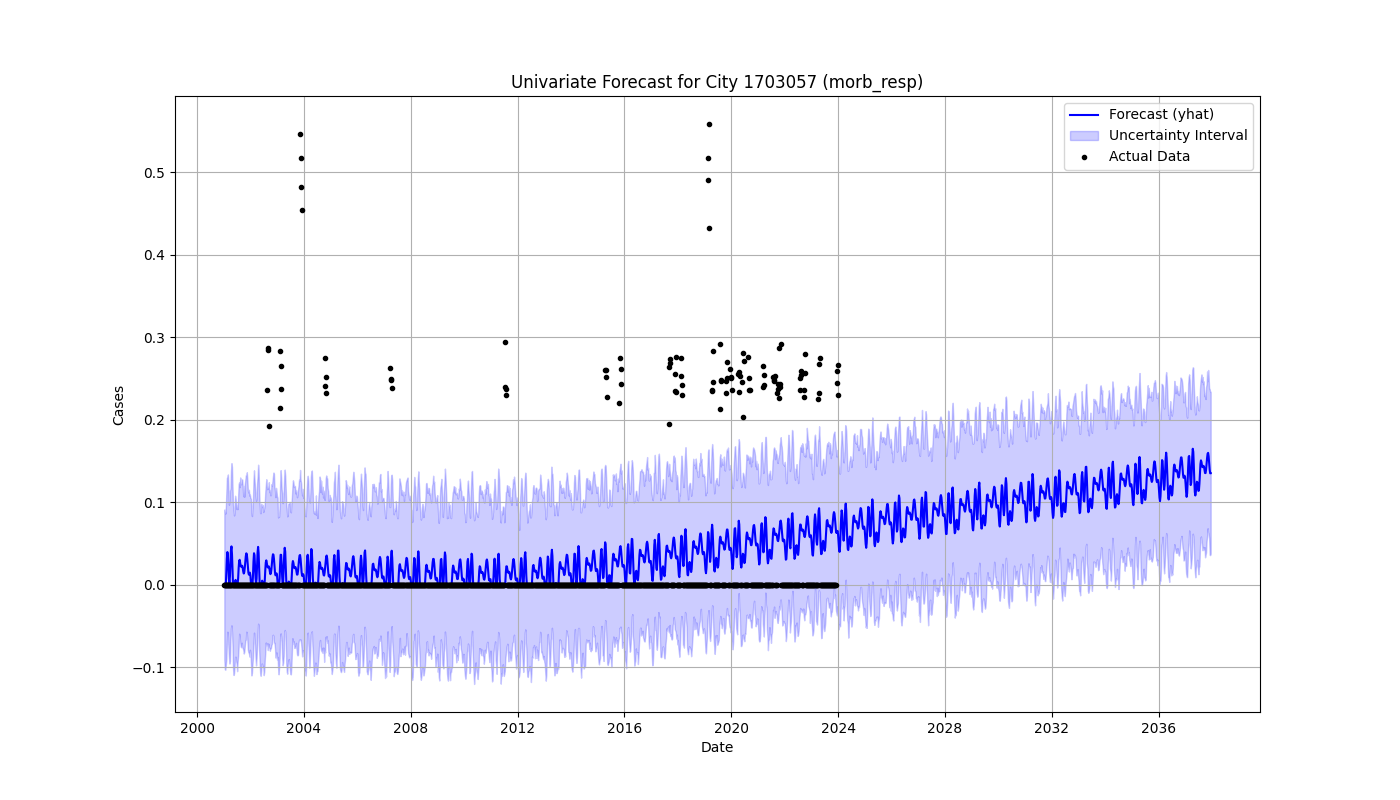 Univariate Forecast for City 1703057 (morb_resp)
Forecast (yhat)
Uncertainty Interval
Actual Data
Cases
0.5
0.4
0.3
0.2
0.1
0.0
−0.1
2000 2004 2008 2012 2016 2020 2024 2028 2032 2036
Date